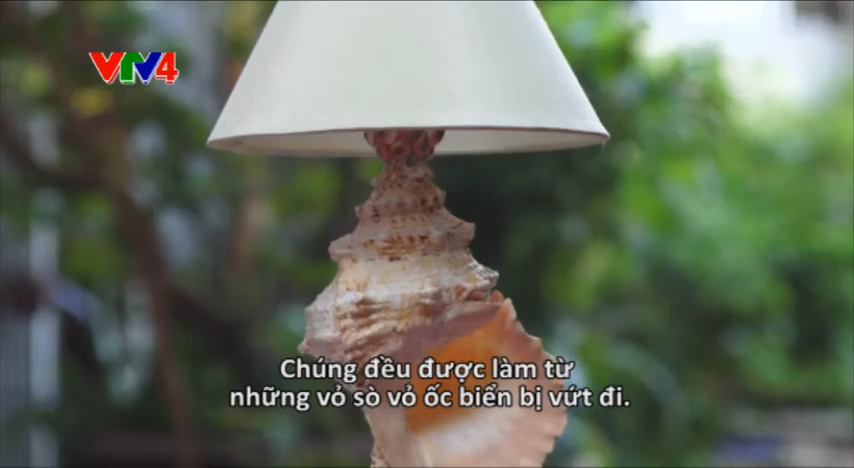 VTV4
Chúng đều được làm từ
những vỏ sò vỏ ốc biển bị vứt đi.